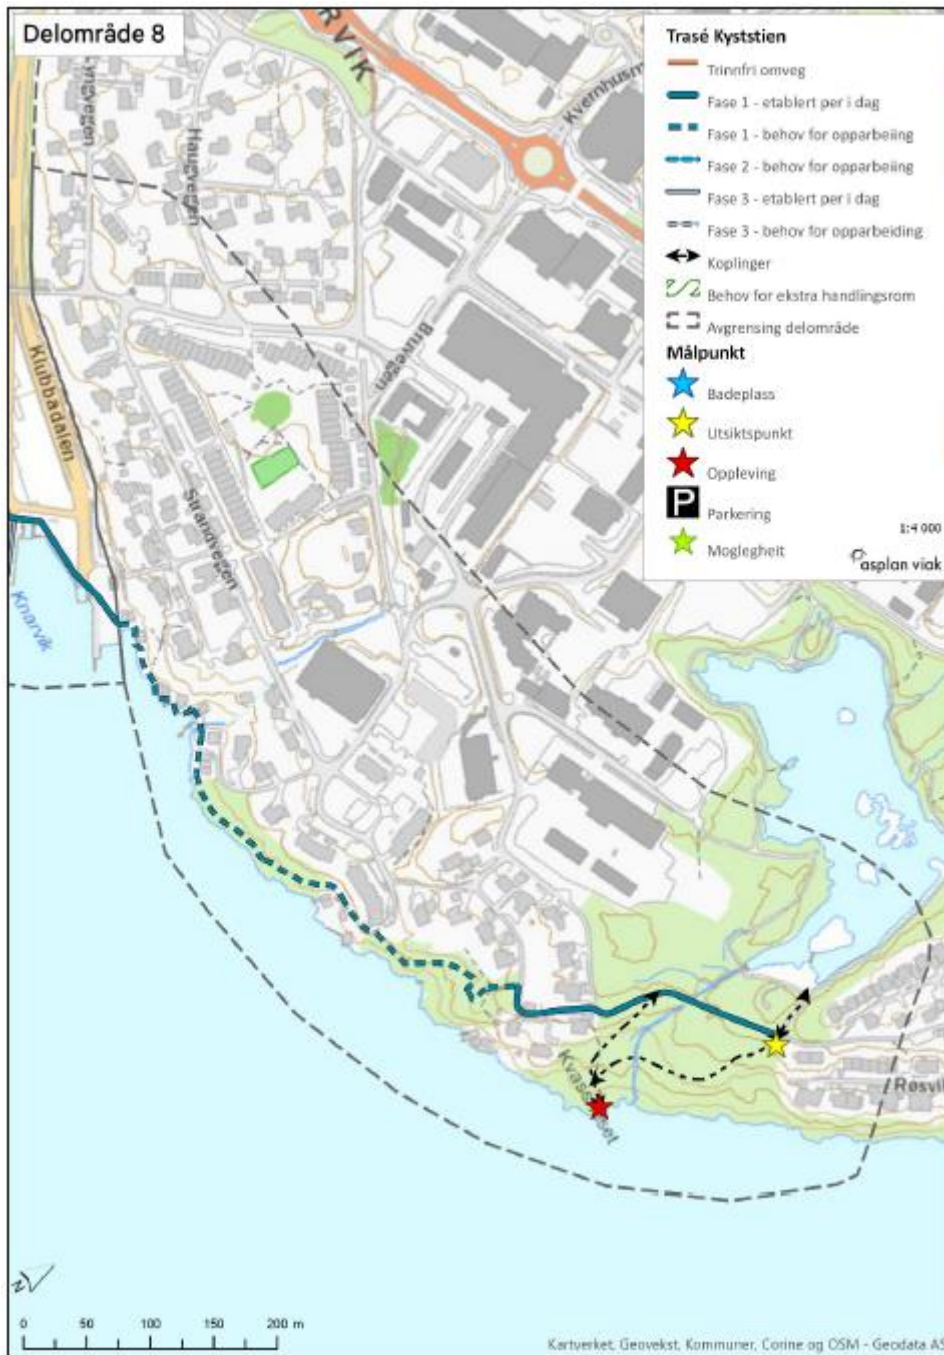 Delområde 8
RVIK
Kvernhusm
Haugvegen
Bruvegen
Klubbadalen
Strandvegen
Knarvik
Røsvik
Trasé Kyststien
Trinnfri omveg
Fase 1 - etablert per i dag
Fase 1 - behov for opparbeiing
Fase 2 - behov for opparbeiing
Fase 3 - etablert per i dag
Fase 3 - behov for opparbeiding
Koplinger
Behov for ekstra handlingsrom
Avgrensing delområde
Målpunkt
Badeplass
Utsiktspunkt
Oppleving
P Parkering
Moglegheit
1:4 000
asplan viak
N
0 50 100 150 200 m
Kartverket, Geovekst, Kommuner, Corine og OSM - Geodata AS